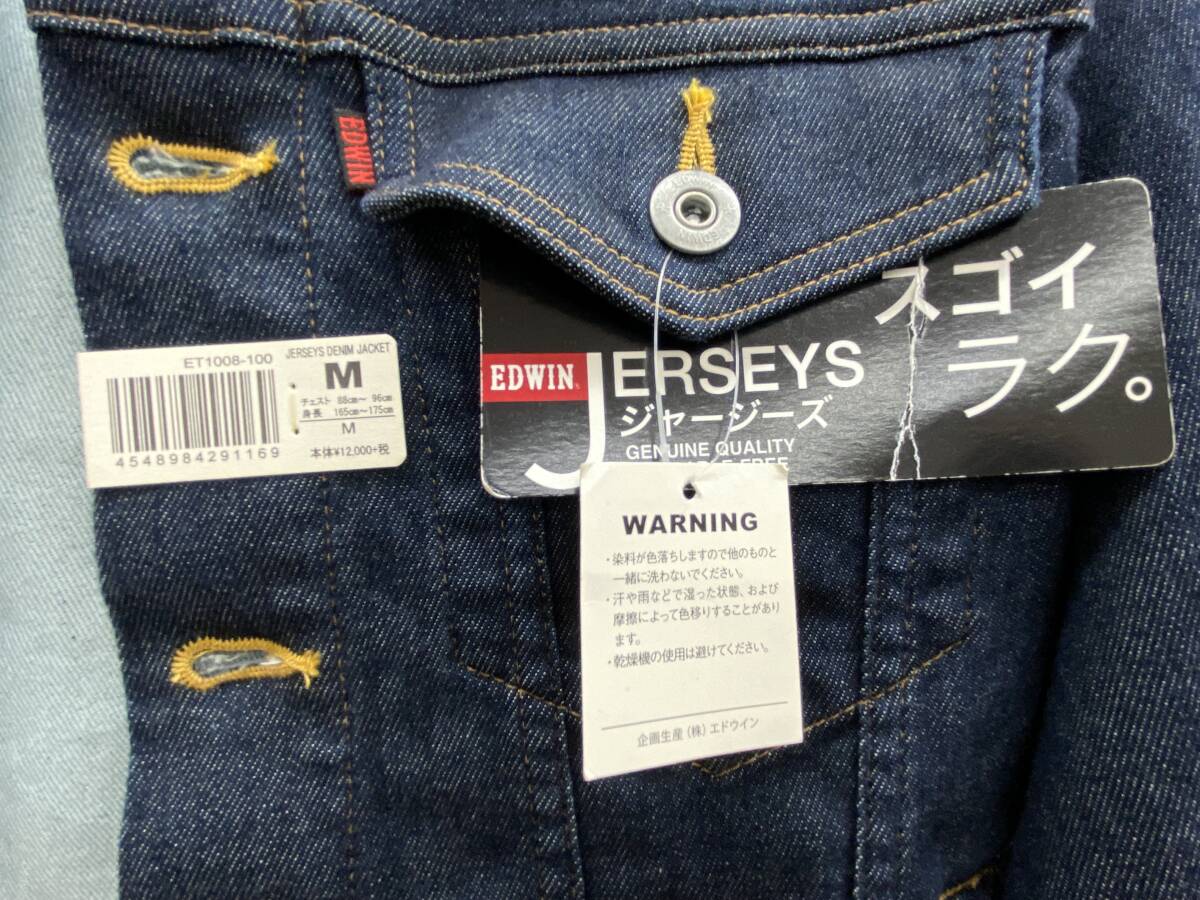 EDWIN
ET1008-100
JERSEYS DENIM JACKET
M
チェスト 88cm~ 96cm
身長 165cm~175cm
M
4548984291169
本体¥12,000+税
スゴイ
ラク。
EDWIN
JERSEYS
ジャージーズ
GENUINE QUALITY
WARNING
・染料が色落ちしますので他のものと
一緒に洗わないでください。
・汗や雨などで湿った状態、および
摩擦によって色移りすることがあり
ます。
・乾燥機の使用は避けてください。
企画生産(株)エドウイン